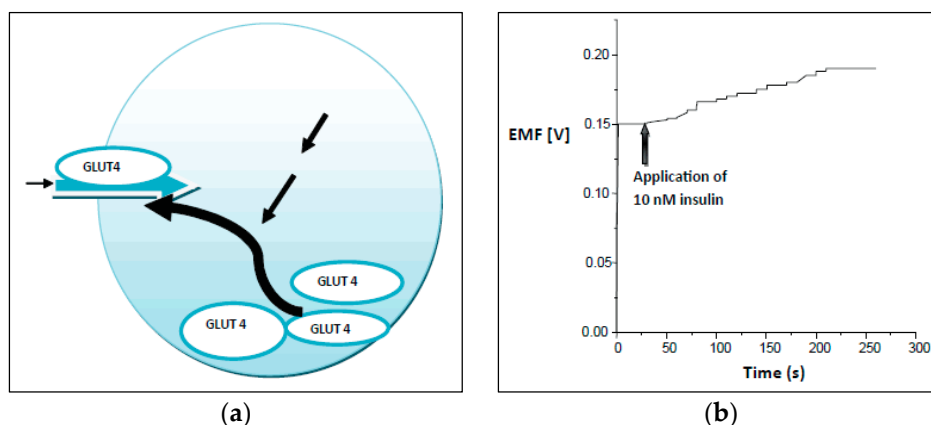 GLUT4
GLUT 4
GLUT 4
GLUT 4
(a)
0.20
EMF [V]
0.15
Application of
10 nM insulin
0.10
0.05
0.00
0
50
100
150
200
250
300
Time (s)
(b)